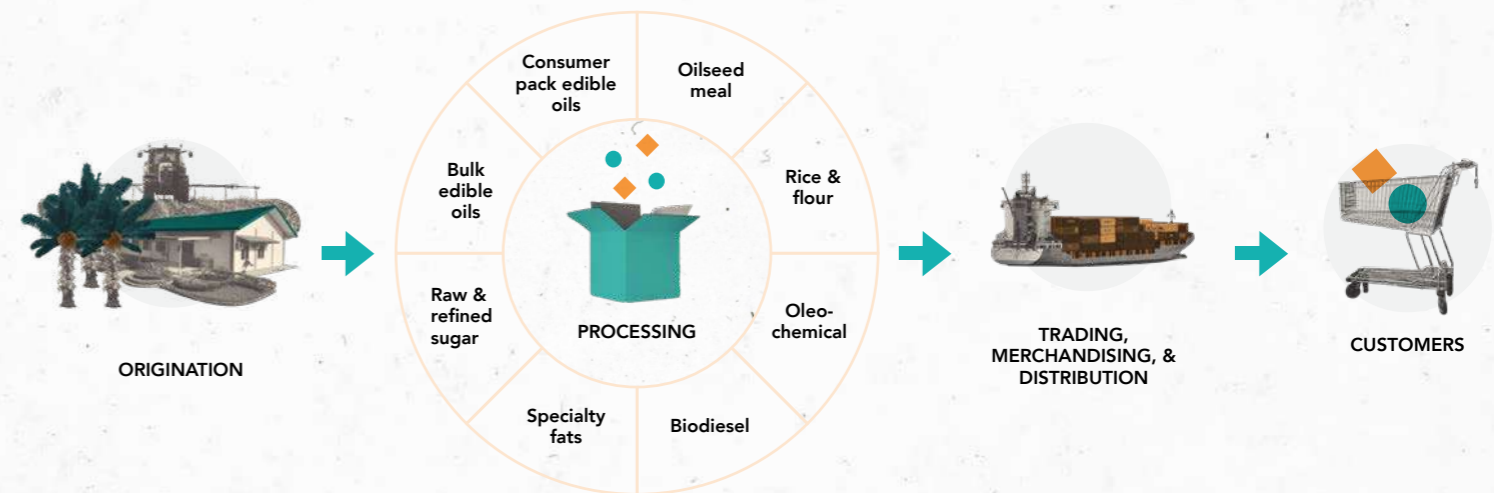 ORIGINATION
Consumer
pack edible
oils
Oilseed
meal
Rice &
flour
Oleo-
chemical
Biodiesel
Specialty
fats
Raw &
refined
sugar
Bulk
edible
oils
PROCESSING
TRADING,
MERCHANDISING, &
DISTRIBUTION
CUSTOMERS